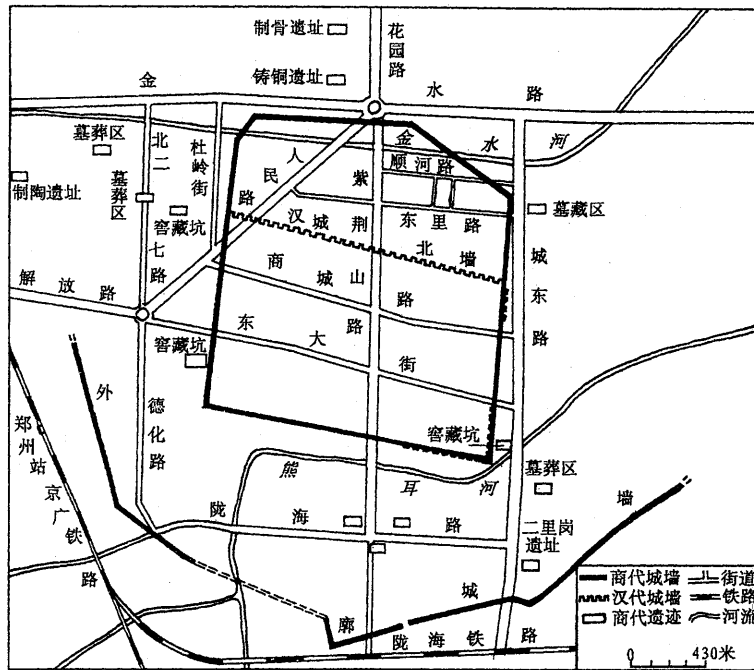 制骨遗址
花园路
铸铜遗址
金水路
金水河
墓葬区
北二七路
杜岭街
人民路
顺河路
紫荆山路
制陶遗址
墓葬区
窖藏坑
墓藏区
汉城北墙
东里路
城东路
商城路
解放路
东大街
窖藏坑
外廓城墙
德化路
郑州站
京广铁路
窖藏坑
熊耳河
墓葬区
陇海路
二里岗
遗址
陇海铁路
商代城墙
街道
汉代城墙
铁路
商代遗迹
河流
0
430米